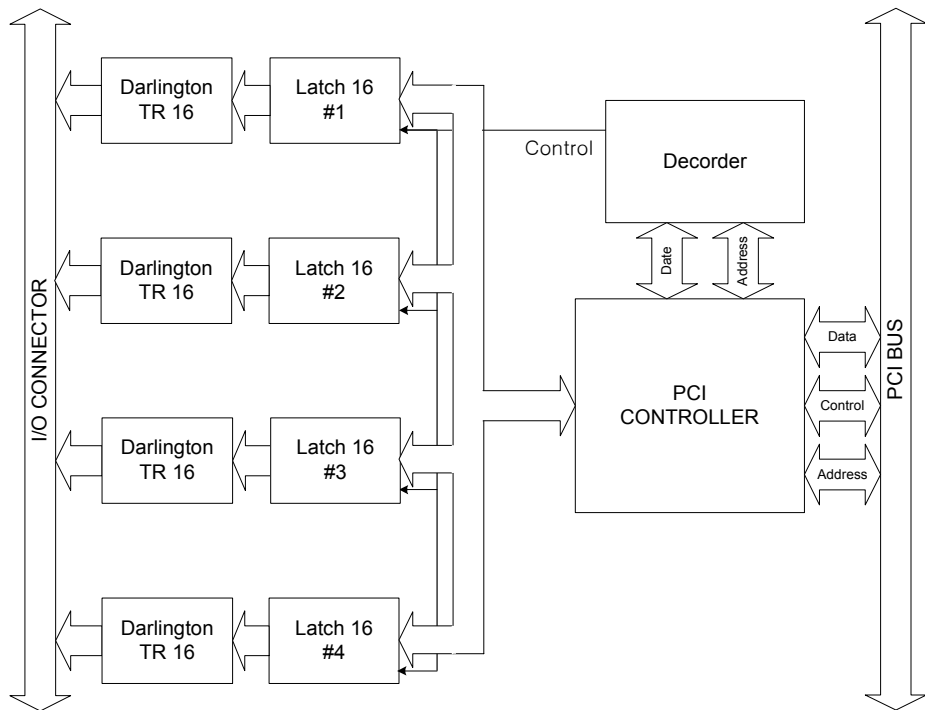 I/O CONNECTOR
Darlington
TR 16
Latch 16
#1
Darlington
TR 16
Latch 16
#2
Darlington
TR 16
Latch 16
#3
Darlington
TR 16
Latch 16
#4
Control
Decorder
Date
Address
PCI
CONTROLLER
Data
Control
Address
PCI BUS